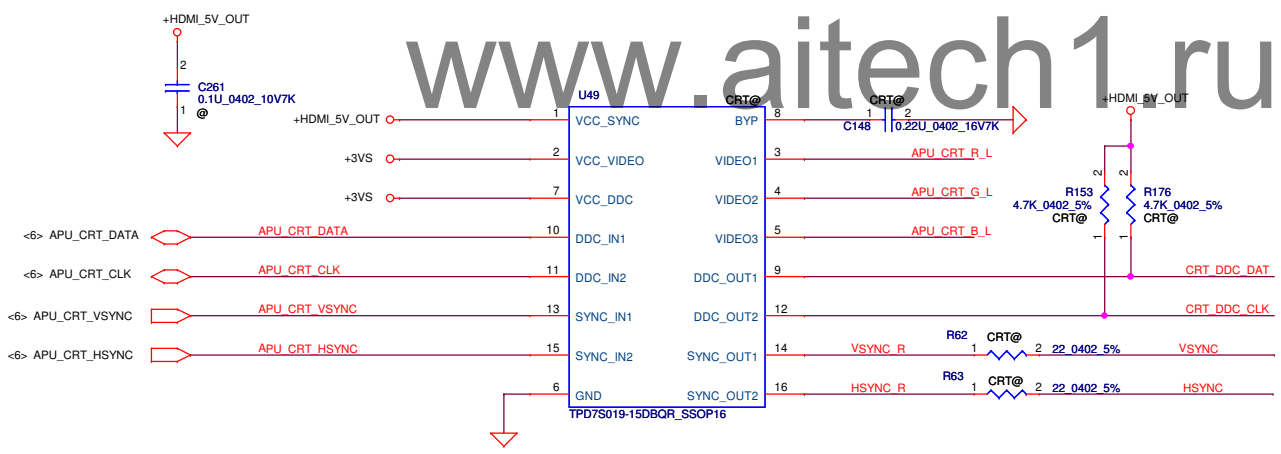 www.aitech1.ru
+HDMI_5V_OUT
2
C261
0.1U_0402_10V7K
1
@
U49
CRT@
+HDMI_5V_OUT
1
VCC_SYNC
BYP
8
CRT@
1
2
C148
0.22U_0402_16V7K
+HDMI_5V_OUT
+3VS
2
VCC_VIDEO
VIDEO1
3
APU_CRT_R_L
+3VS
7
VCC_DDC
VIDEO2
4
APU_CRT_G_L
2
2
R153
4.7K_0402_5%
CRT@
1
R176
4.7K_0402_5%
CRT@
1
<6> APU_CRT_DATA
APU_CRT_DATA
10
DDC_IN1
VIDEO3
5
APU_CRT_B_L
<6> APU_CRT_CLK
APU_CRT_CLK
11
DDC_IN2
DDC_OUT1
9
CRT_DDC_DAT
<6> APU_CRT_VSYNC
APU_CRT_VSYNC
13
SYNC_IN1
DDC_OUT2
12
CRT_DDC_CLK
<6> APU_CRT_HSYNC
APU_CRT_HSYNC
15
SYNC_IN2
SYNC_OUT1
14
VSYNC_R
R62
1
CRT@
2
22_0402_5%
VSYNC
6
GND
SYNC_OUT2
16
HSYNC_R
R63
1
CRT@
2
22_0402_5%
HSYNC
TPD7S019-15DBQR_SSOP16